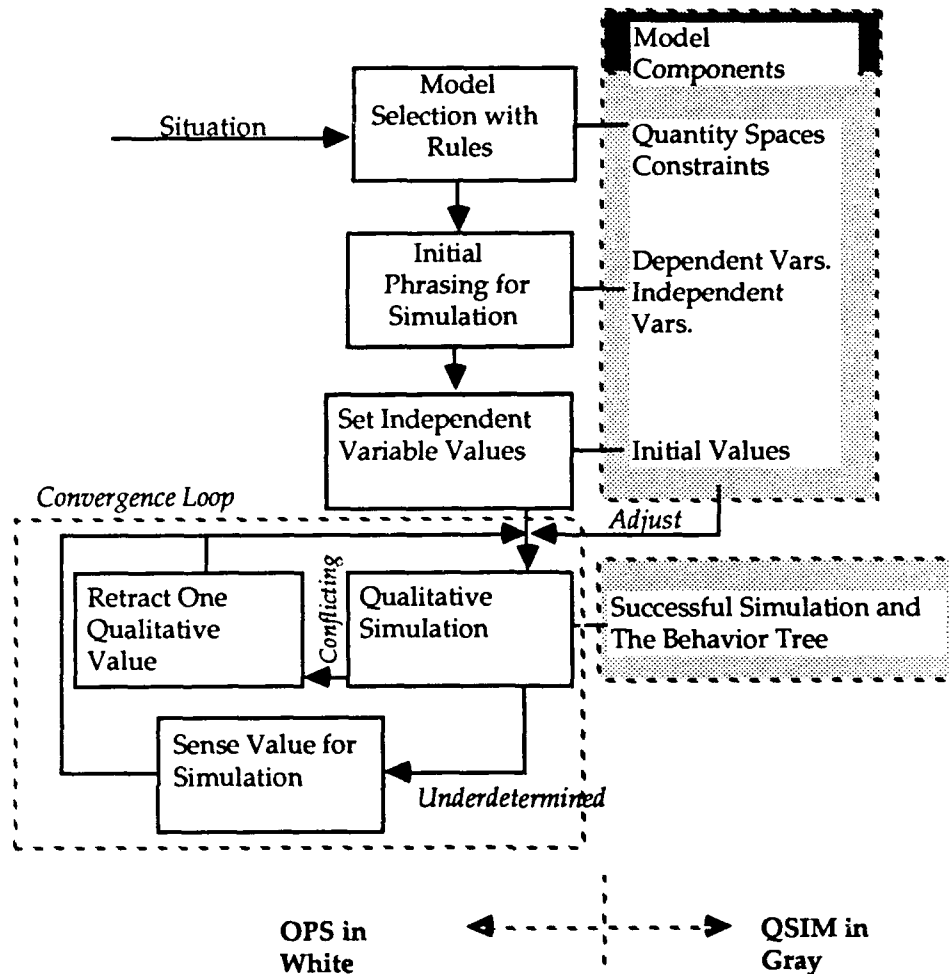 Model
Components
Model
Selection with
Rules
Situation
Quantity Spaces
Constraints
Initial
Phrasing for
Simulation
Dependent Vars.
Independent
Vars.
Set Independent
Variable Values
Initial Values
Convergence Loop
Adjust
Retract One
Qualitative
Value
Conflicting
Qualitative
Simulation
Successful Simulation and
The Behavior Tree
Sense Value for
Simulation
Underdetermined
OPS in
White
QSIM in
Gray